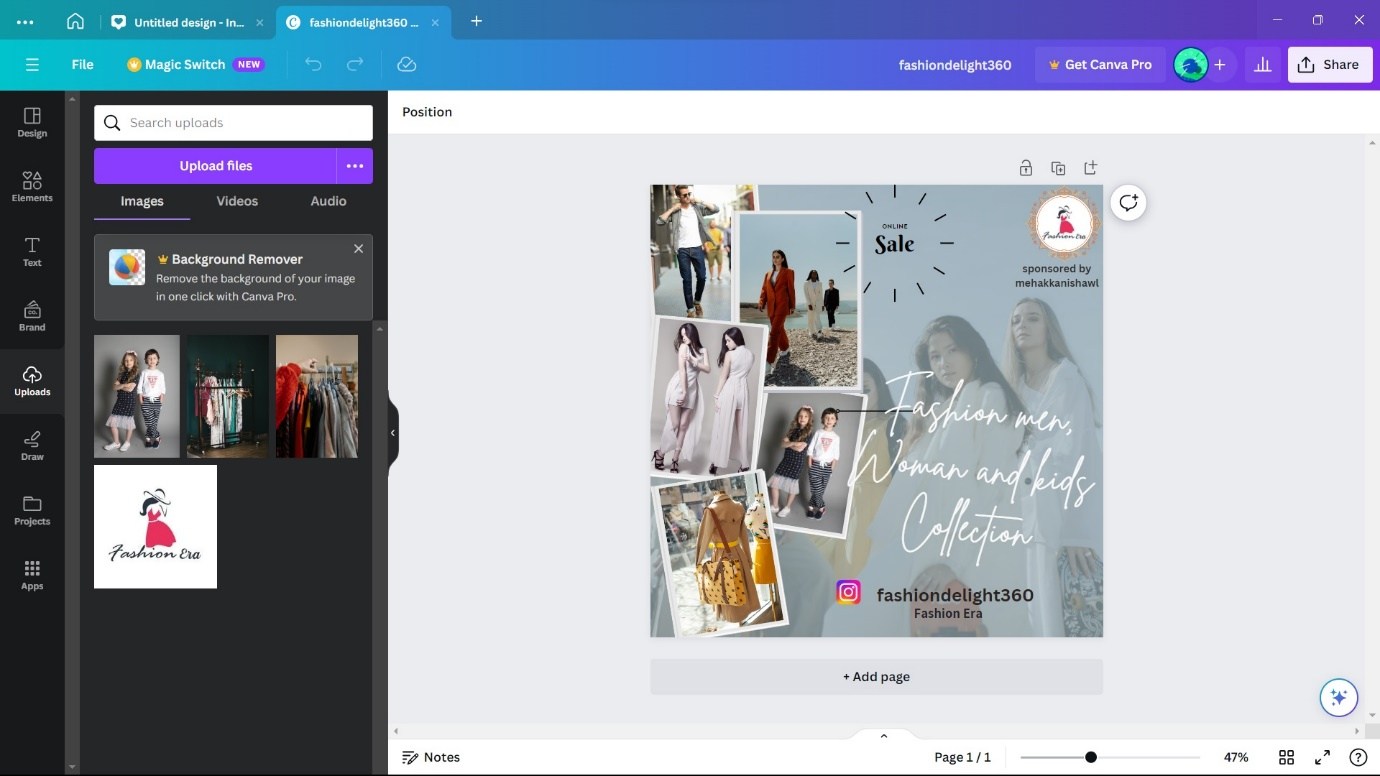 Untitled design - In...
fashiondelight360 ...
File
Magic Switch NEW
fashiondelight360
Get Canva Pro
Share
Design
Elements
Text
CO.
Brand
Uploads
Draw
Projects
Apps
Search uploads
Upload files
Images
Videos
Audio
Background Remover
Remove the background of your image
in one click with Canva Pro.
Fashion Era
Position
ONLINE
Sale
Fashion Era
sponsored by
mehakkanishawl
Fashion men,
Woman and kids
Collection
fashiondelight360
Fashion Era
+ Add page
Notes
Page 1 / 1
47%